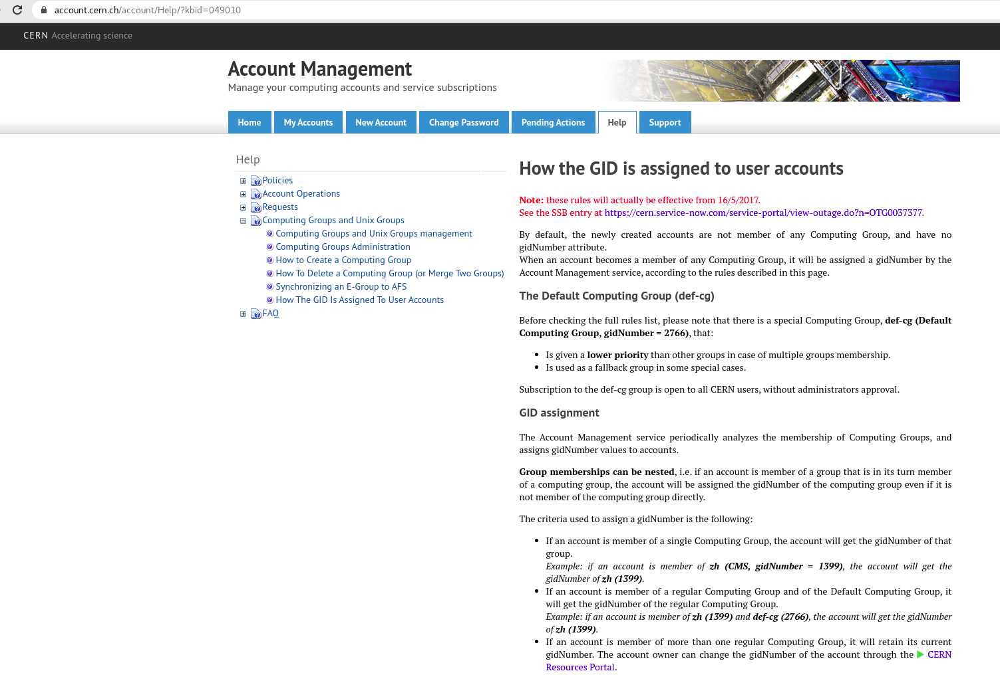 account.cern.ch/account/Help/?kbid=049010
CERN Accelerating science
Account Management
Manage your computing accounts and service subscriptions
Home My Accounts New Account Change Password Pending Actions Help Support
Help
Policies
Account Operations
Requests
Computing Groups and Unix Groups
Computing Groups and Unix Groups management
Computing Groups Administration
How to Create a Computing Group
How To Delete a Computing Group (or Merge Two Groups)
Synchronizing an E-Group to AFS
How The GID Is Assigned To User Accounts
FAQ
How the GID is assigned to user accounts
Note: these rules will actually be effective from 16/5/2017.
See the SSB entry at https://cern.service-now.com/service-portal/view-outage.do?n=OTG0037377.
By default, the newly created accounts are not member of any Computing Group, and have no
gidNumber attribute.
When an account becomes a member of any Computing Group, it will be assigned a gidNumber by the
Account Management service, according to the rules described in this page.
The Default Computing Group (def-cg)
Before checking the full rules list, please note that there is a special Computing Group, def-cg (Default
Computing Group, gidNumber = 2766), that:
Is given a lower priority than other groups in case of multiple groups membership.
Is used as a fallback group in some special cases.
Subscription to the def-cg group is open to all CERN users, without administrators approval.
GID assignment
The Account Management service periodically analyzes the membership of Computing Groups, and
assigns gidNumber values to accounts.
Group memberships can be nested, i.e. if an account is member of a group that is in its turn member
of a computing group, the account will be assigned the gidNumber of the computing group even if it is
not member of the computing group directly.
The criteria used to assign a gidNumber is the following:
If an account is member of a single Computing Group, the account will get the gidNumber of that
group.
Example: if an account is member of zh (CMS, gidNumber = 1399), the account will get the
gidNumber of zh (1399).
If an account is member of a regular Computing Group and of the Default Computing Group, it
will get the gidNumber of the regular Computing Group.
Example: if an account is member of zh (1399) and def-cg (2766), the account will get the gidNumber
of zh (1399).
If an account is member of more than one regular Computing Group, it will retain its current
gidNumber. The account owner can change the gidNumber of the account through the CERN
Resources Portal.